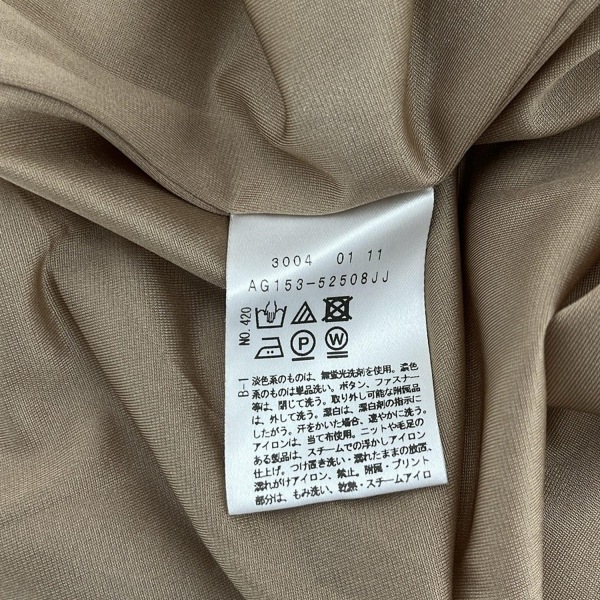 3004 01 11
AG153-52508JJ
NO. 420
P W
B-1
淡色系のものは、無蛍光洗剤を使用。濃色
系のものは単品洗い。ボタン、ファスナー
等は、閉じて洗う。取り外し可能な付属品
は、外して洗う。漂白は、漂白剤の指示に
したがう。汗をかいた場合、速やかに洗う。
アイロンは、当て布使用。ニットや毛足の
ある製品は、スチームでの浮かしアイロン
仕上げ。つけ置き洗い・濡れたままの放置、
濡れがけアイロン、禁止。附属・プリント
部分は、もみ洗い、乾熱・スチームアイロ